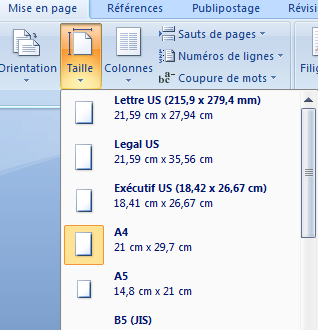 Mise en page
Références
Publipostage
Révisi
Orientation
Taille
Colonnes
Sauts de pages
Numéros de lignes
Coupure de mots
Filig
Lettre US (215,9 x 279,4 mm)
21,59 cm x 27,94 cm
Legal US
21,59 cm x 35,56 cm
Exécutif US (18,42 x 26,67 cm)
18,41 cm x 26,67 cm
A4
21 cm x 29,7 cm
A5
14,8 cm x 21 cm
B5 (JIS)